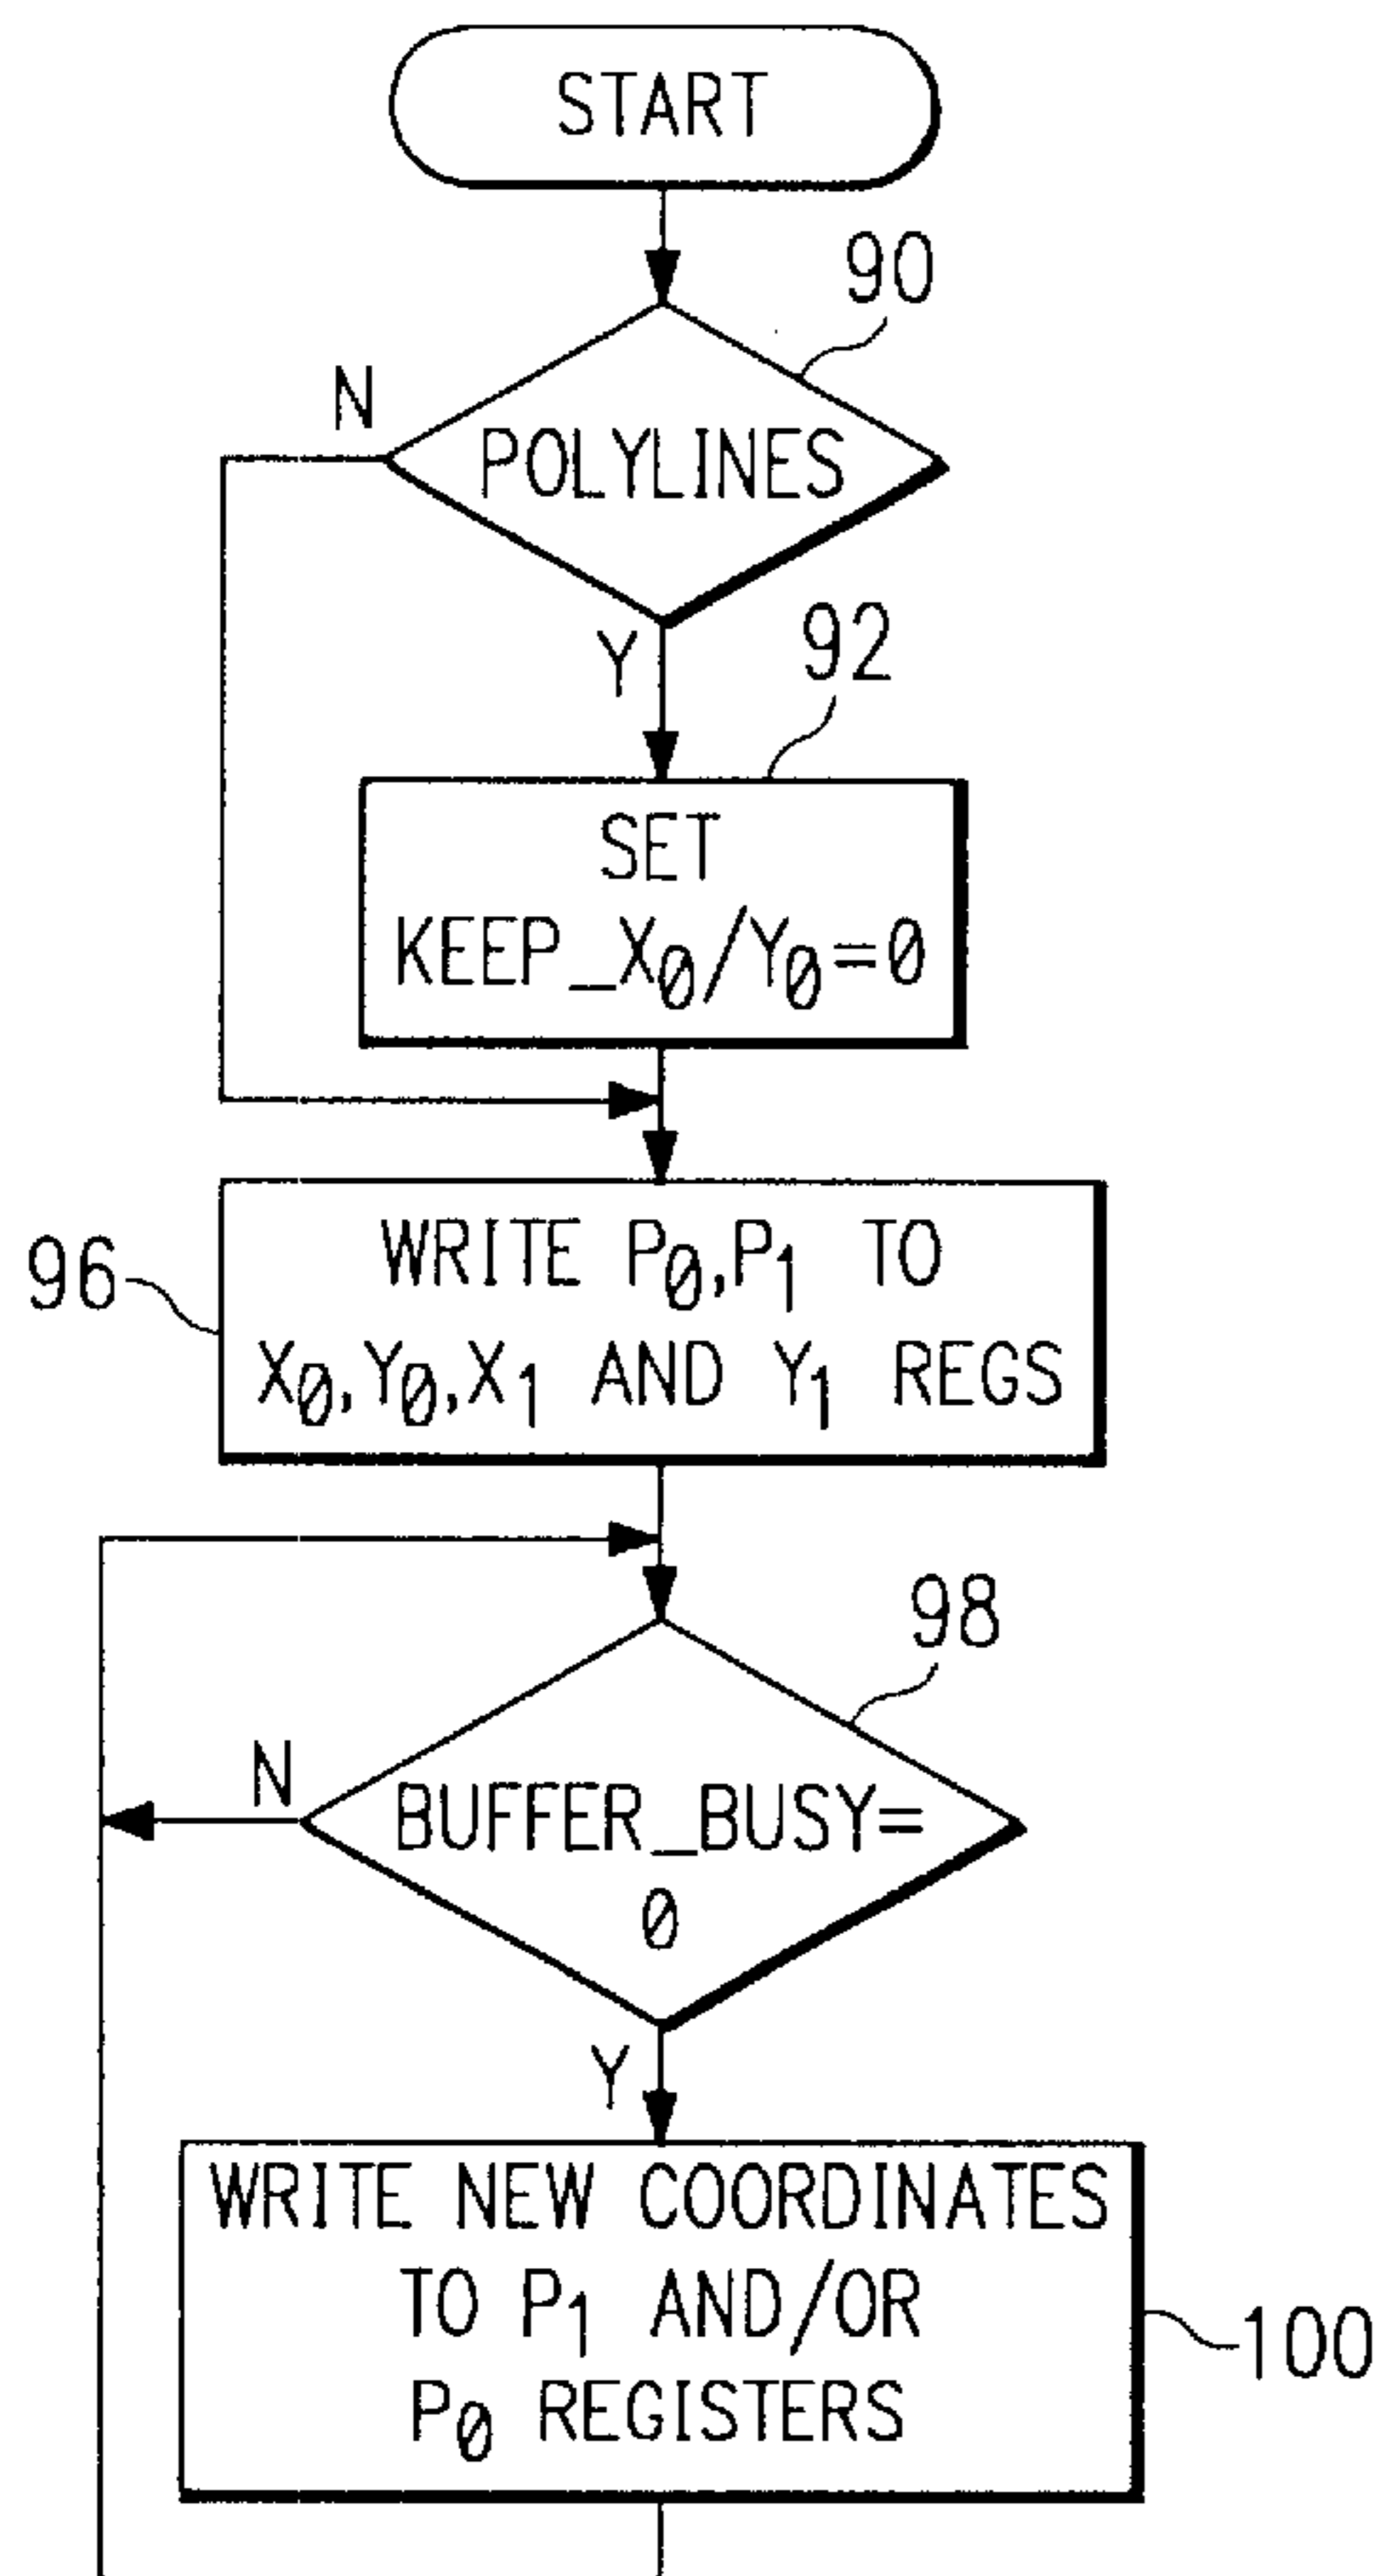 START
90
N
POLYLINES
Y
92
SET
KEEP_X0/Y0=0
96
WRITE P0,P1 TO
X0,Y0,X1 AND Y1 REGS
98
N
BUFFER_BUSY=
0
Y
WRITE NEW COORDINATES
TO P1 AND/OR
100
P0 REGISTERS